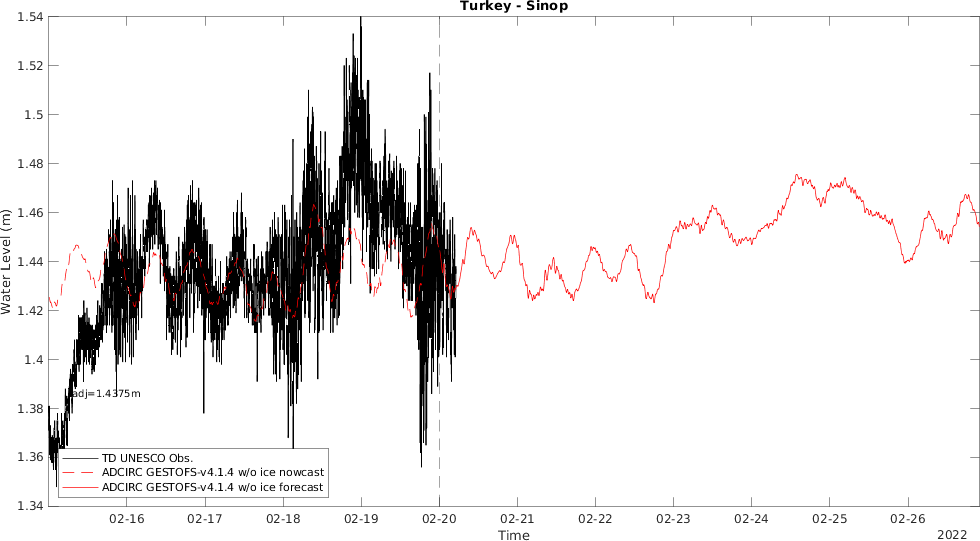 Turkey - Sinop
1.54
1.52
1.5
1.48
1.46
1.44
1.42
1.4
1.38
1.36
1.34
Water Level (m)
adj=1.4375m
TD UNESCO Obs.
ADCIRC GESTOFS-v4.1.4 w/o ice nowcast
ADCIRC GESTOFS-v4.1.4 w/o ice forecast
02-16 02-17 02-18 02-19 02-20 02-21 02-22 02-23 02-24 02-25 02-26
Time
2022